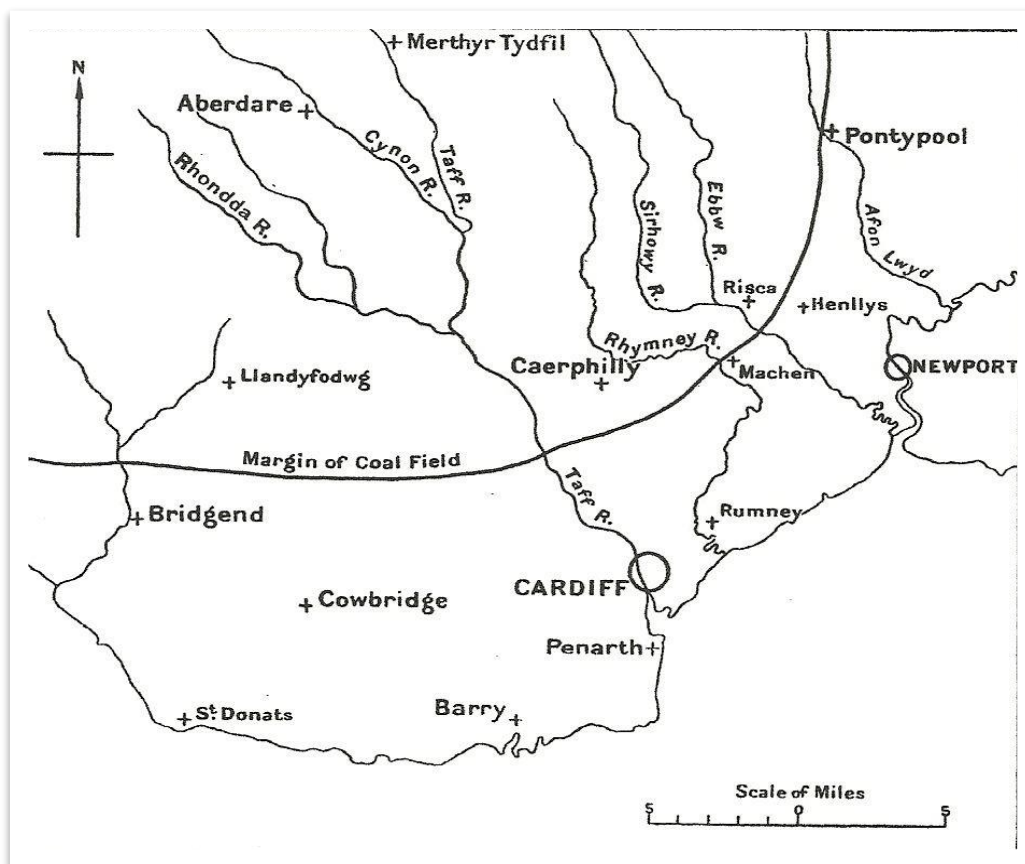 N
Merthyr Tydfil
Aberdare
Pontypool
Cynon R.
Taff R.
Rhondda R.
Sirhowy R.
Ebbw R.
Afon Lwyd
Risca
Henllys
Rhymney R.
Caerphilly
Machen
NEWPORT
Llandyfodwg
Margin of Coal Field
Taff R.
Bridgend
Rumney
CARDIFF
Cowbridge
Penarth
St. Donats
Barry
Scale of Miles
5 0 5